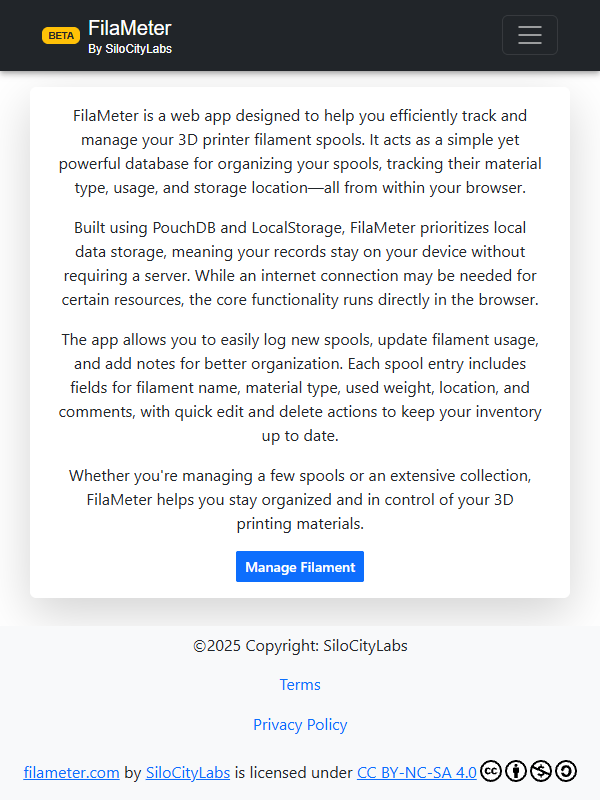 BETA
FilaMeter
By SiloCityLabs
FilaMeter is a web app designed to help you efficiently track and
manage your 3D printer filament spools. It acts as a simple yet
powerful database for organizing your spools, tracking their material
type, usage, and storage location—all from within your browser.
Built using PouchDB and LocalStorage, FilaMeter prioritizes local
data storage, meaning your records stay on your device without
requiring a server. While an internet connection may be needed for
certain resources, the core functionality runs directly in the browser.
The app allows you to easily log new spools, update filament usage,
and add notes for better organization. Each spool entry includes
fields for filament name, material type, used weight, location, and
comments, with quick edit and delete actions to keep your inventory
up to date.
Whether you're managing a few spools or an extensive collection,
FilaMeter helps you stay organized and in control of your 3D
printing materials.
Manage Filament
©2025 Copyright: SiloCityLabs
Terms
Privacy Policy
filameter.com by SiloCityLabs is licensed under CC BY-NC-SA 4.0